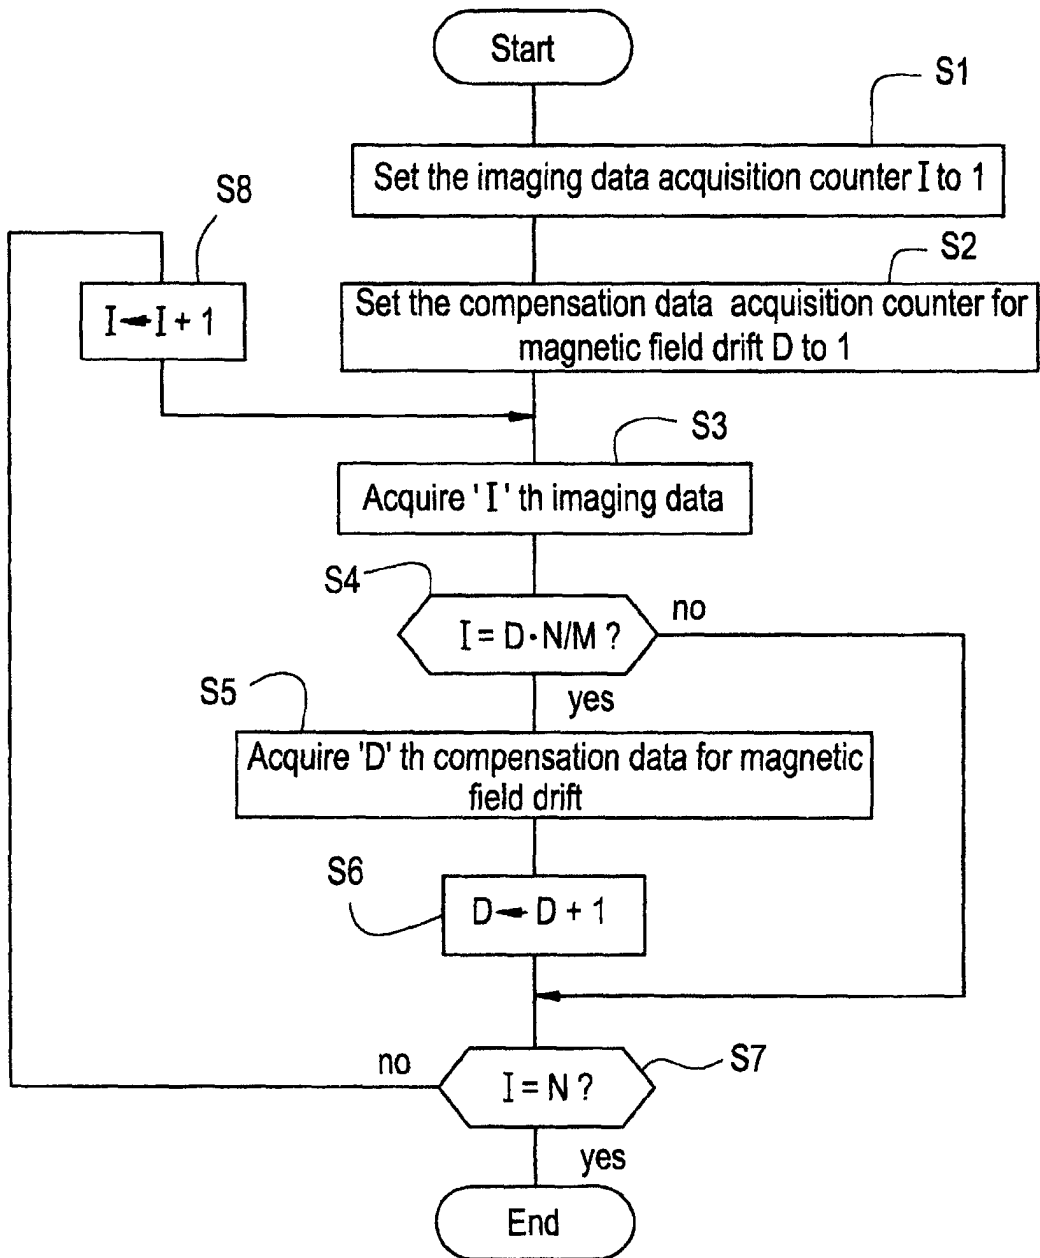 Start
S1
Set the imaging data acquisition counter I to 1
S8
S2
I ← I + 1
Set the compensation data acquisition counter for
magnetic field drift D to 1
S3
Acquire 'I' th imaging data
S4
no
I = D·N/M ?
yes
S5
Acquire 'D' th compensation data for magnetic
field drift
S6
D ← D + 1
no
S7
I = N ?
yes
End